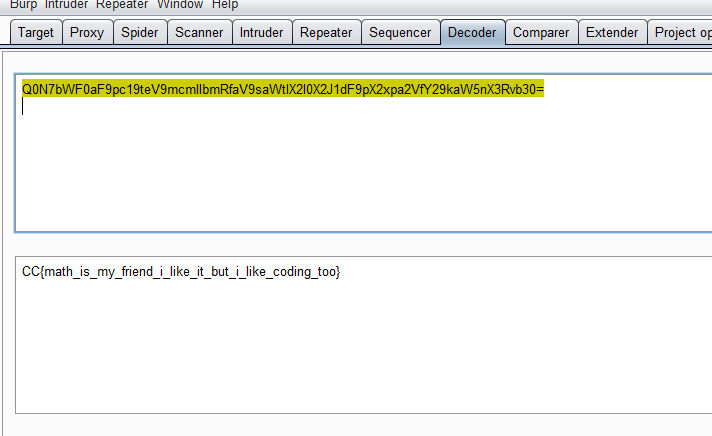 Burp Intruder Repeater Window Help
Target Proxy Spider Scanner Intruder Repeater Sequencer Decoder Comparer Extender Project op
Q0N7bWF0aF9pc19teV9mcmllbmRfaV9saWtlX2l0X2J1dF9pX2xpa2VfY29kaW5nX3Rvb30=
CC{math_is_my_friend_i_like_it_but_i_like_coding_too}